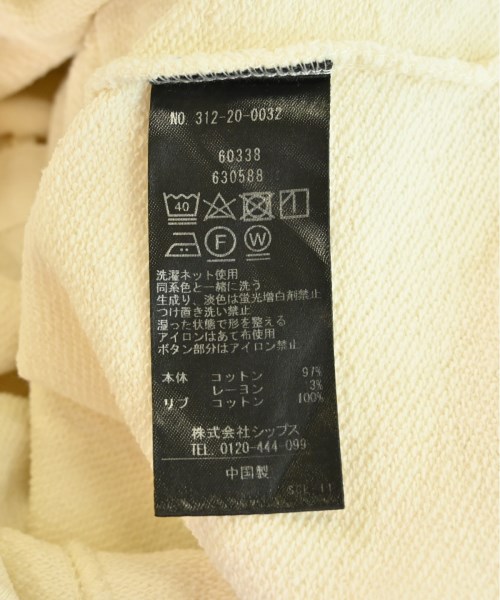 NO. 312-20-0032
60338
630588
40
F W
洗濯ネット使用
同系色と一緒に洗う
生成り、淡色は蛍光増白剤禁止
つけ置き洗い禁止
湿った状態で形を整える
アイロンはあて布使用
ボタン部分はアイロン禁止
本体 コットン 97%
レーヨン 3%
リブ コットン 100%
株式会社シップス
TEL. 0120-444-099
中国製